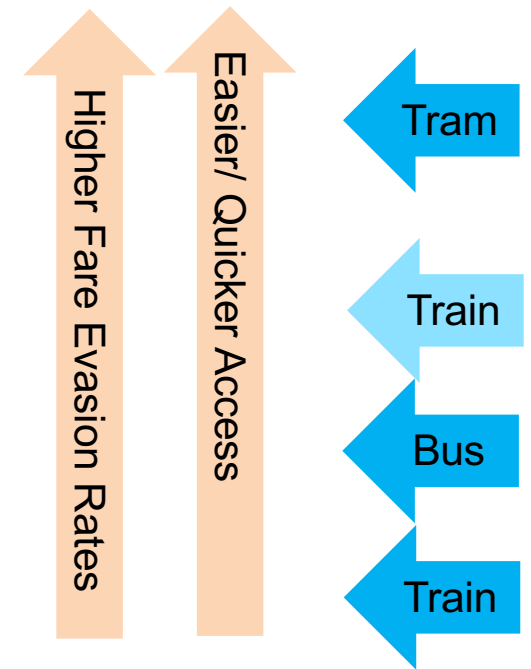 Higher Fare Evasion Rates
Easier/ Quicker Access
Tram
Train
Bus
Train